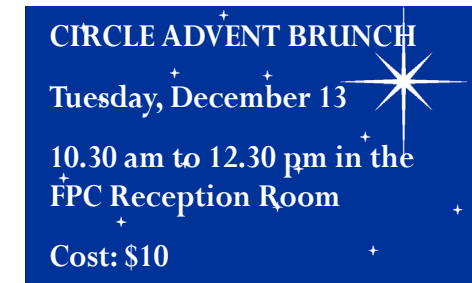 CIRCLE ADVENT BRUNCH
Tuesday, December 13
10.30 am to 12.30 pm in the
FPC Reception Room
Cost: $10